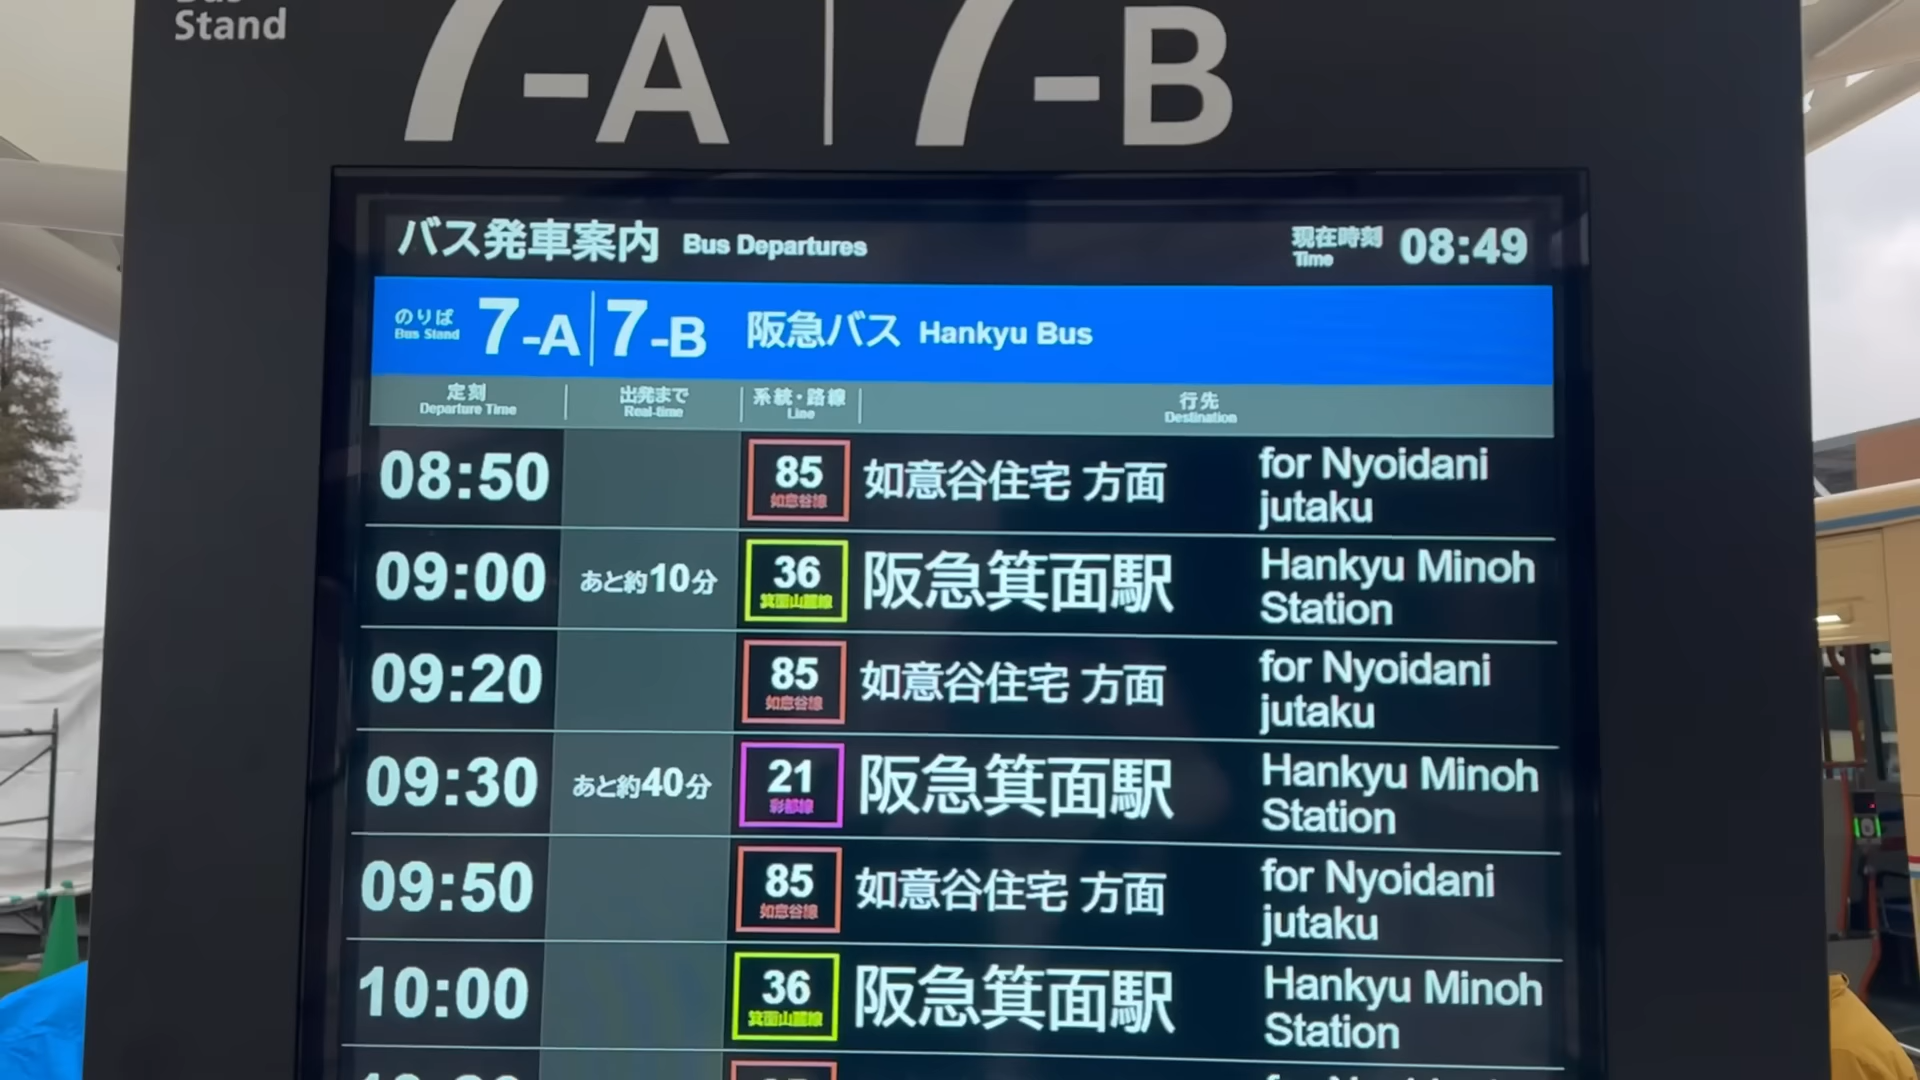 Bus
Stand
7-A | 7-B
バス発車案内 Bus Departures 現在時刻 Time 08:49
のりば Bus Stand 7-A | 7-B 阪急バス Hankyu Bus
定刻 Departure Time 出発まで Real-time 系統・路線 Line 行先 Destination
08:50 85 如意谷線 如意谷住宅 方面 for Nyoidani jutaku
09:00 あと約10分 36 箕面山麓線 阪急箕面駅 Hankyu Minoh Station
09:20 85 如意谷線 如意谷住宅 方面 for Nyoidani jutaku
09:30 あと約40分 21 彩都線 阪急箕面駅 Hankyu Minoh Station
09:50 85 如意谷線 如意谷住宅 方面 for Nyoidani jutaku
10:00 36 箕面山麓線 阪急箕面駅 Hankyu Minoh Station